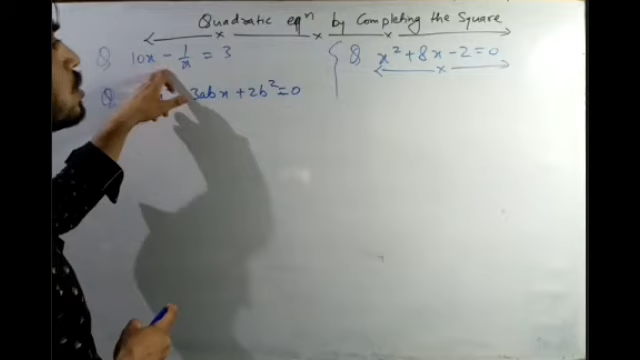 Quadratic eqⁿ by Completing the Square
Q 10x - 1/x = 3
Q x² + 8x - 2 = 0
Q 3abx + 2b² = 0